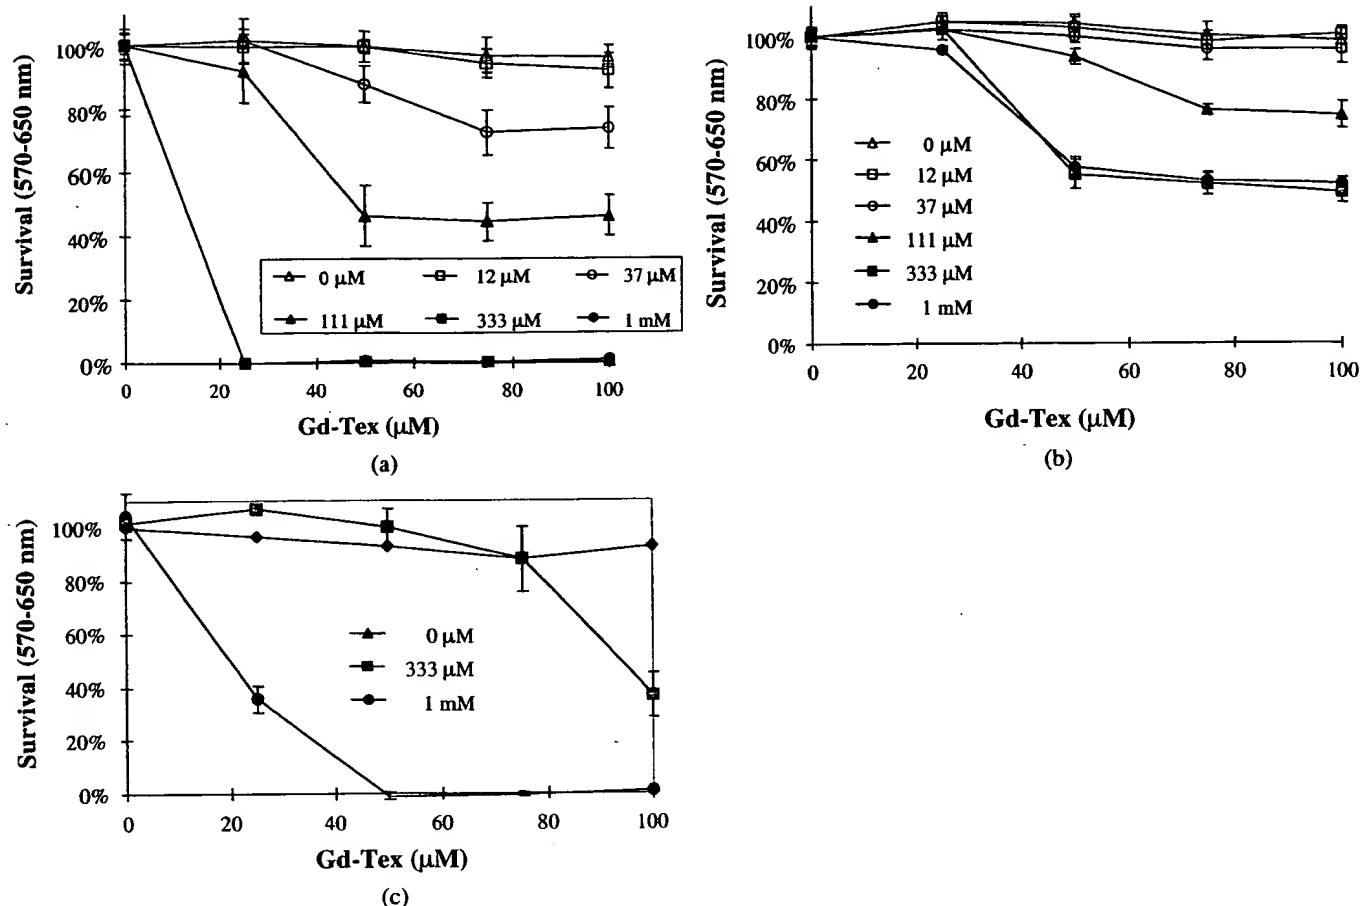 Survival (570-650 nm)
100%
80%
60%
40%
20%
0%
0 μM
12 μM
37 μM
111 μM
333 μM
1 mM
0
20
40
60
80
100
Gd-Tex (μM)
(a)
Survival (570-650 nm)
100%
80%
60%
40%
20%
0%
0 μM
12 μM
37 μM
111 μM
333 μM
1 mM
0
20
40
60
80
100
Gd-Tex (μM)
(b)
Survival (570-650 nm)
100%
80%
60%
40%
20%
0%
0 μM
333 μM
1 mM
0
20
40
60
80
100
Gd-Tex (μM)
(c)